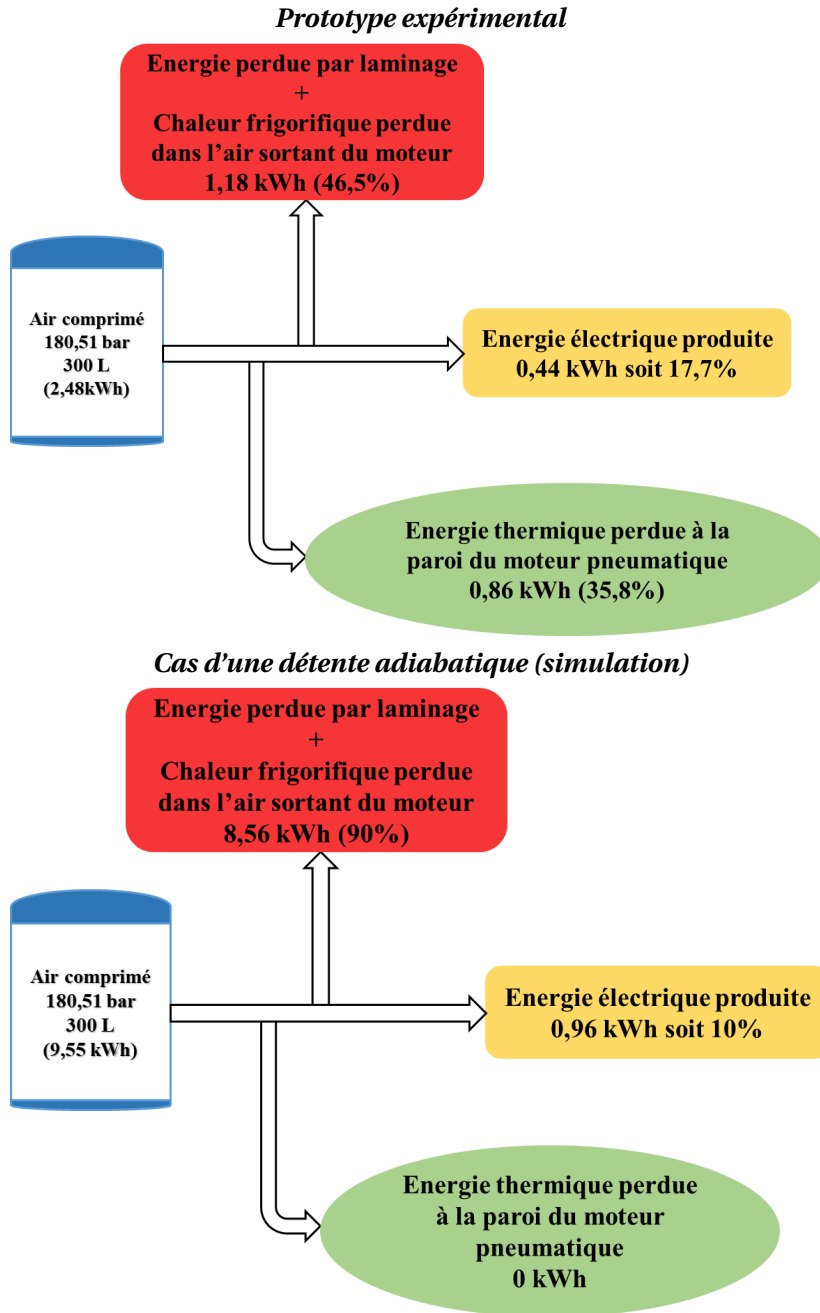 Prototype expérimental
Energie perdue par laminage
+
Chaleur frigorifique perdue
dans l’air sortant du moteur
1,18 kWh (46,5%)
Air comprimé
180,51 bar
300 L
(2,48kWh)
Energie électrique produite
0,44 kWh soit 17,7%
Energie thermique perdue à la
paroi du moteur pneumatique
0,86 kWh (35,8%)
Cas d’une détente adiabatique (simulation)
Energie perdue par laminage
+
Chaleur frigorifique perdue
dans l’air sortant du moteur
8,56 kWh (90%)
Air comprimé
180,51 bar
300 L
(9,55 kWh)
Energie électrique produite
0,96 kWh soit 10%
Energie thermique perdue
à la paroi du moteur
pneumatique
0 kWh